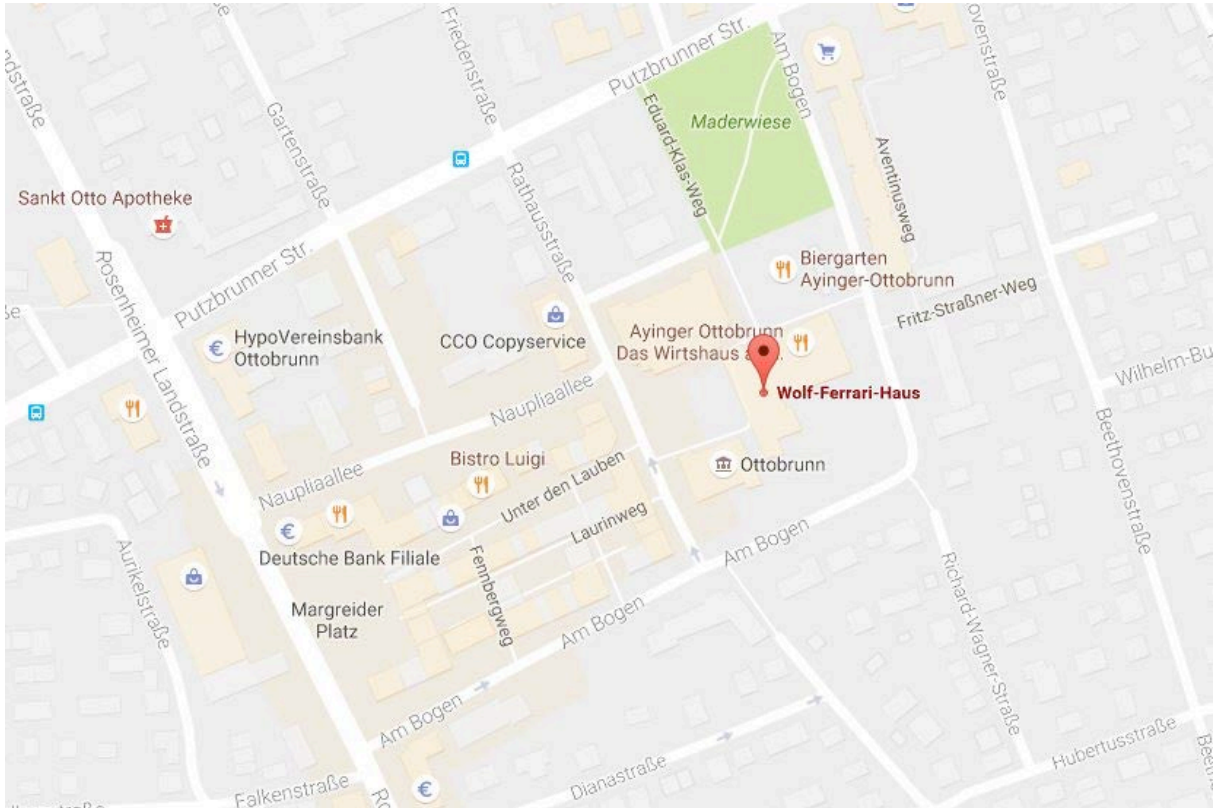 Putzbrunner Str.
Am Bogen
Friedenstraße
Gartenstraße
Maderwiese
Eduard-Klas-Weg
Aventinusweg
Sankt Otto Apotheke
Rathausstraße
Rosenheimer Landstraße
Putzbrunner Str.
Biergarten
Ayinger-Ottobrunn
Fritz-Straßner-Weg
HypoVereinsbank
Ottobrunn
CCO Copyservice
Ayinger Ottobrunn
Das Wirtshaus
Wolf-Ferrari-Haus
Naupliaallee
Beethovenstraße
Bistro Luigi
Ottobrunn
Naupliaallee
Unter den Lauben
Laurinweg
Deutsche Bank Filiale
Fennbergweg
Am Bogen
Aurikelstraße
Margreider
Platz
Am Bogen
Richard-Wagner-Straße
Am Bogen
Hubertusstraße
Dianastraße
Falkenstraße